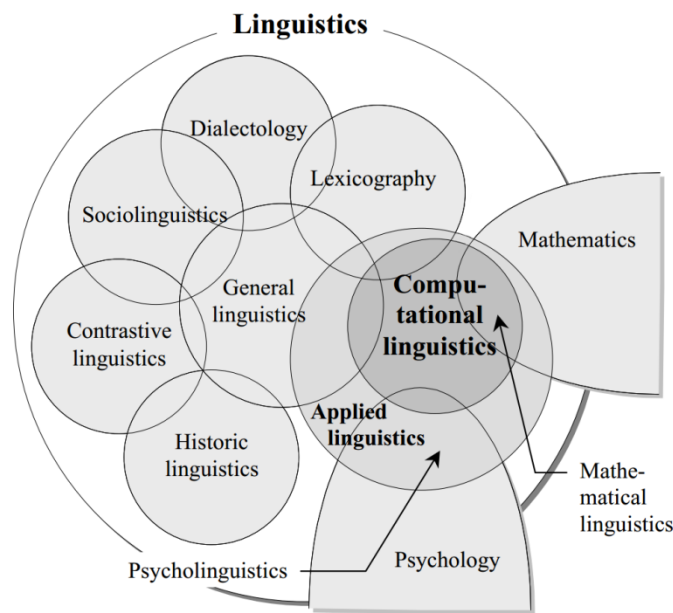 Linguistics
Dialectology
Lexicography
Sociolinguistics
Mathematics
General
linguistics
Compu-
tational
linguistics
Contrastive
linguistics
Applied
linguistics
Historic
linguistics
Mathe-
matical
linguistics
Psycholinguistics
Psychology